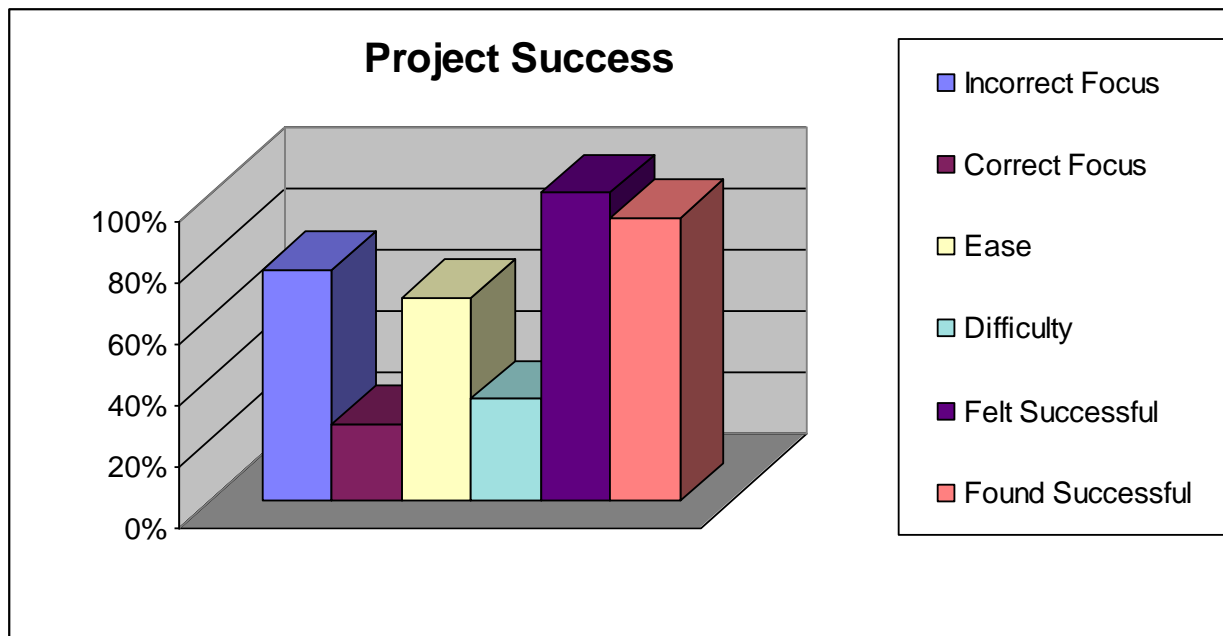 Project Success
100%
80%
60%
40%
20%
0%
Incorrect Focus
Correct Focus
Ease
Difficulty
Felt Successful
Found Successful